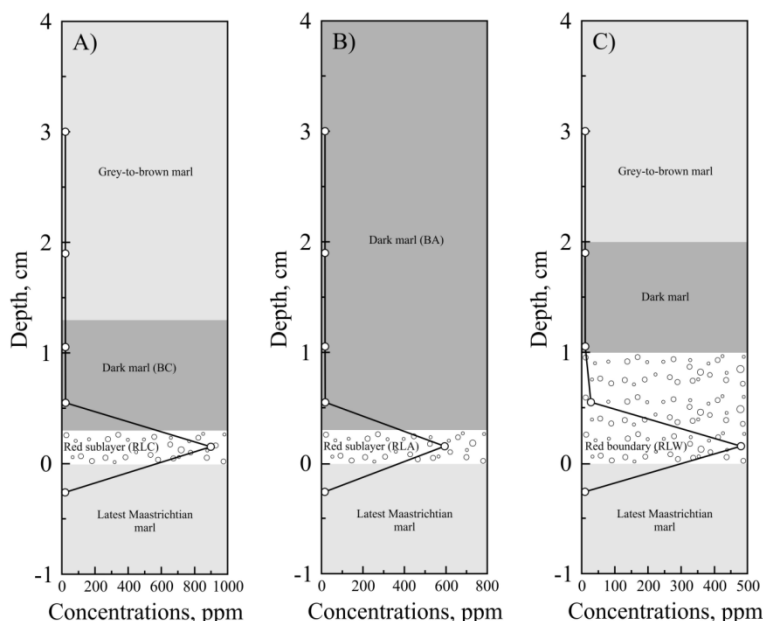 A)
4
3
2
1
0
-1
Depth, cm
Grey-to-brown marl
Dark marl (BC)
Red sublayer (RLC)
Latest Maastrichtian
marl
0 200 400 600 800 1000
Concentrations, ppm
B)
4
3
2
1
0
-1
Depth, cm
Dark marl (BA)
Red sublayer (RLA)
Latest Maastrichtian
marl
0 200 400 600 800
Concentrations, ppm
C)
4
3
2
1
0
-1
Depth, cm
Grey-to-brown marl
Dark marl
Red boundary (RLW)
Latest Maastrichtian
marl
0 100 200 300 400 500
Concentrations, ppm